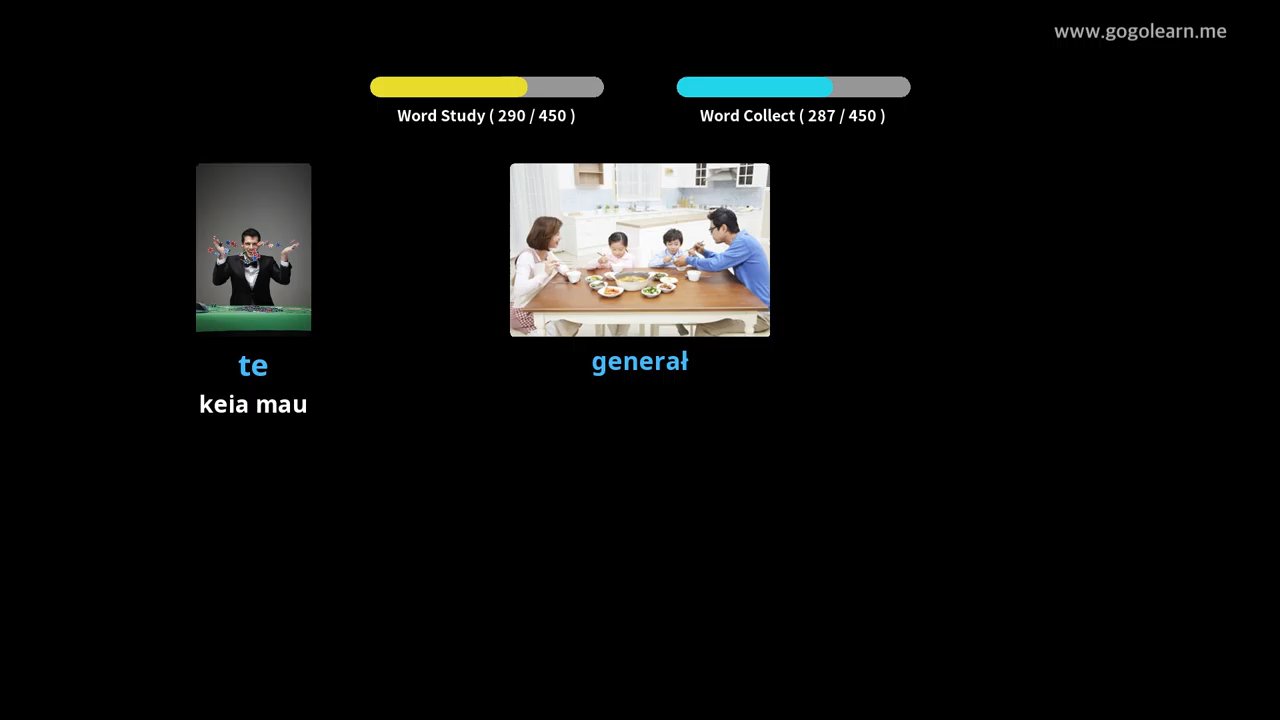 www.gogolearn.me
Word Study ( 290 / 450 )
Word Collect ( 287 / 450 )
te
keia mau
generał